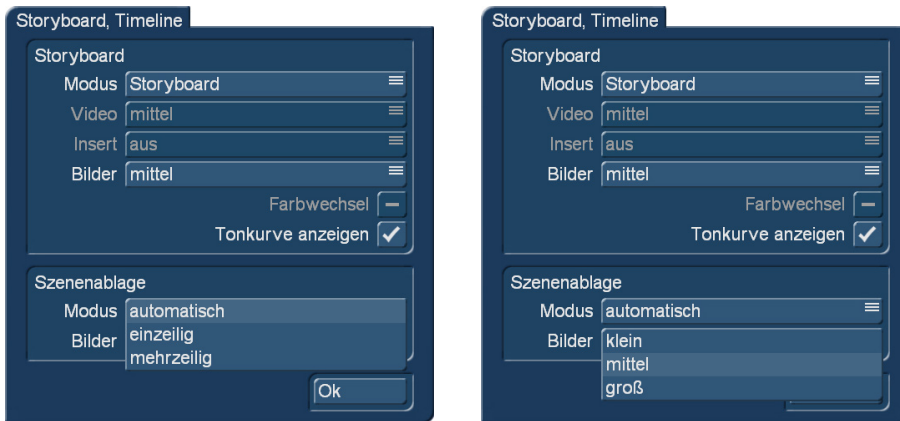 Storyboard, Timeline
Storyboard
Modus Storyboard
Video mittel
Insert aus
Bilder mittel
Farbwechsel
Tonkurve anzeigen
Szenenablage
Modus automatisch
einzeilig
Bilder
mehrzeilig
Ok
Storyboard, Timeline
Storyboard
Modus Storyboard
Video mittel
Insert aus
Bilder mittel
Farbwechsel
Tonkurve anzeigen
Szenenablage
Modus automatisch
Bilder klein
mittel
groß